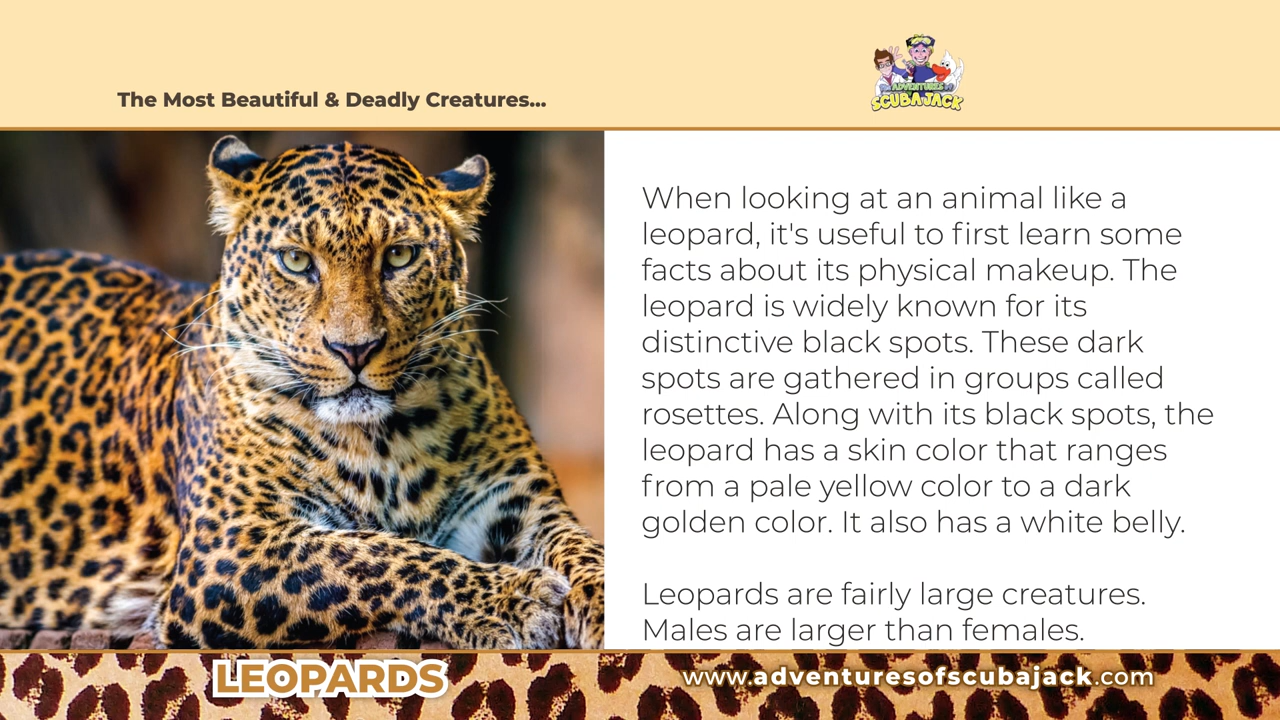 The Most Beautiful & Deadly Creatures...
ADVENTURES OF
SCUBA JACK
When looking at an animal like a
leopard, it's useful to first learn some
facts about its physical makeup. The
leopard is widely known for its
distinctive black spots. These dark
spots are gathered in groups called
rosettes. Along with its black spots, the
leopard has a skin color that ranges
from a pale yellow color to a dark
golden color. It also has a white belly.
Leopards are fairly large creatures.
Males are larger than females.
LEOPARDS
www.adventuresofscubajack.com